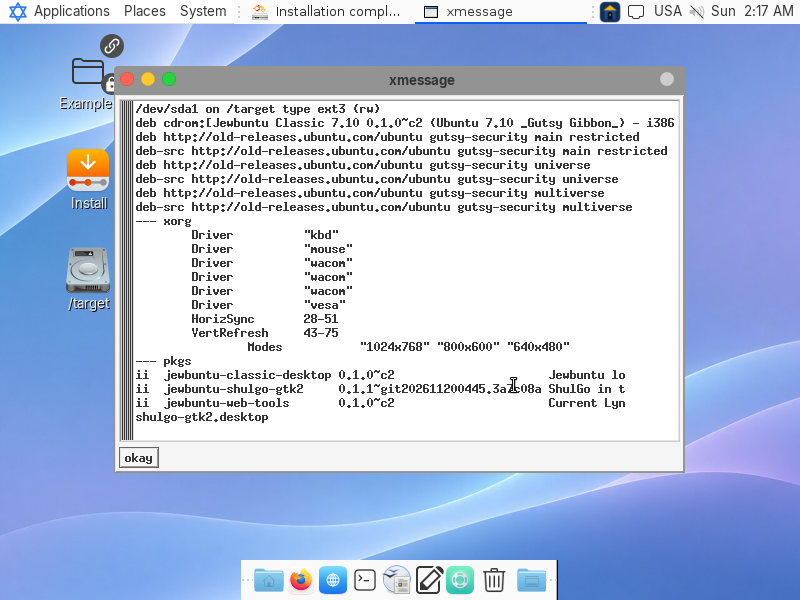 Applications Places System Installation compl... xmessage USA Sun 2:17 AM
Example
Install
/target
xmessage
/dev/sda1 on /target type ext3 (rw)
deb cdrom:[Jewbuntu Classic 7.10 0.1.0~c2 (Ubuntu 7.10 _Gutsy Gibbon_) - i386
deb http://old-releases.ubuntu.com/ubuntu gutsy-security main restricted
deb-src http://old-releases.ubuntu.com/ubuntu gutsy-security main restricted
deb http://old-releases.ubuntu.com/ubuntu gutsy-security universe
deb-src http://old-releases.ubuntu.com/ubuntu gutsy-security universe
deb http://old-releases.ubuntu.com/ubuntu gutsy-security multiverse
deb-src http://old-releases.ubuntu.com/ubuntu gutsy-security multiverse
--- xorg
Driver "kbd"
Driver "mouse"
Driver "wacom"
Driver "wacom"
Driver "wacom"
Driver "vesa"
HorizSync 28-51
VertRefresh 43-75
Modes "1024x768" "800x600" "640x480"
--- pkgs
ii jewbuntu-classic-desktop 0.1.0~c2 Jewbuntu lo
ii jewbuntu-shulgo-gtk2 ShulGo in t
ii jewbuntu-web-tools 0.1.0~c2 Current Lyn
shulgo-gtk2.desktop
okay